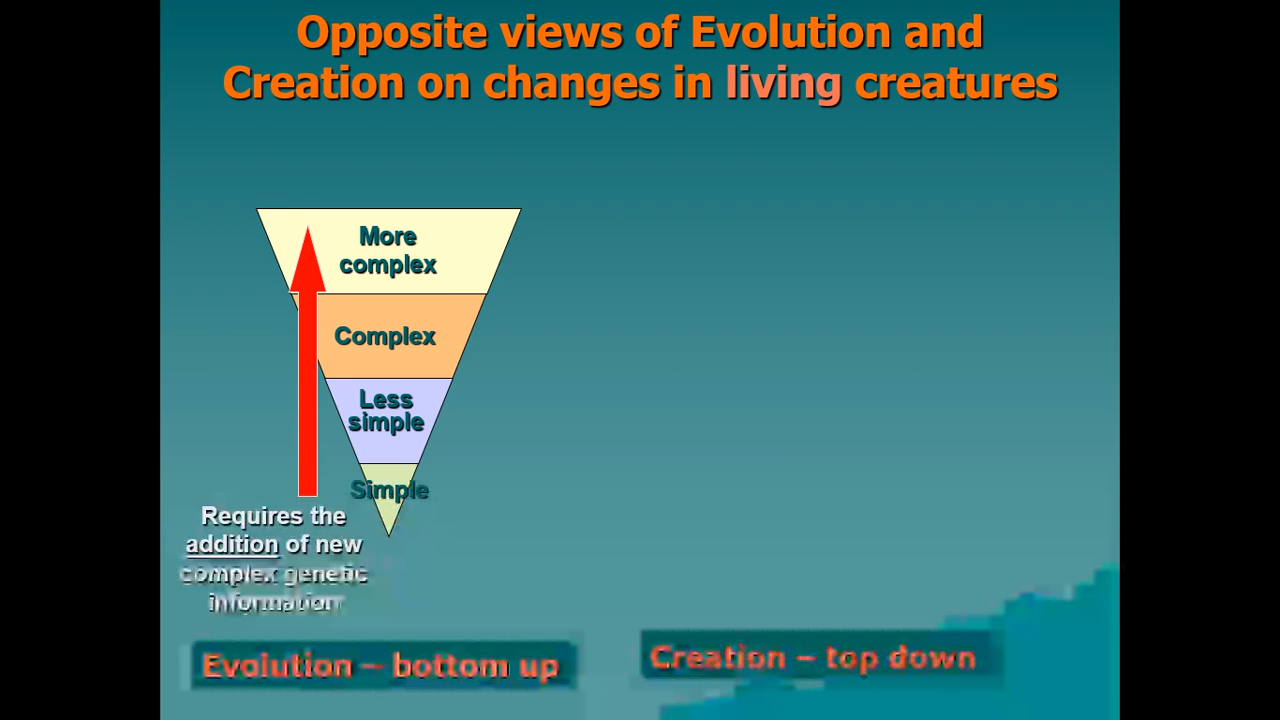 Opposite views of Evolution and
Creation on changes in living creatures
More
complex
Complex
Less
simple
Simple
Requires the
addition of new
complex genetic
information
Evolution – bottom up
Creation – top down